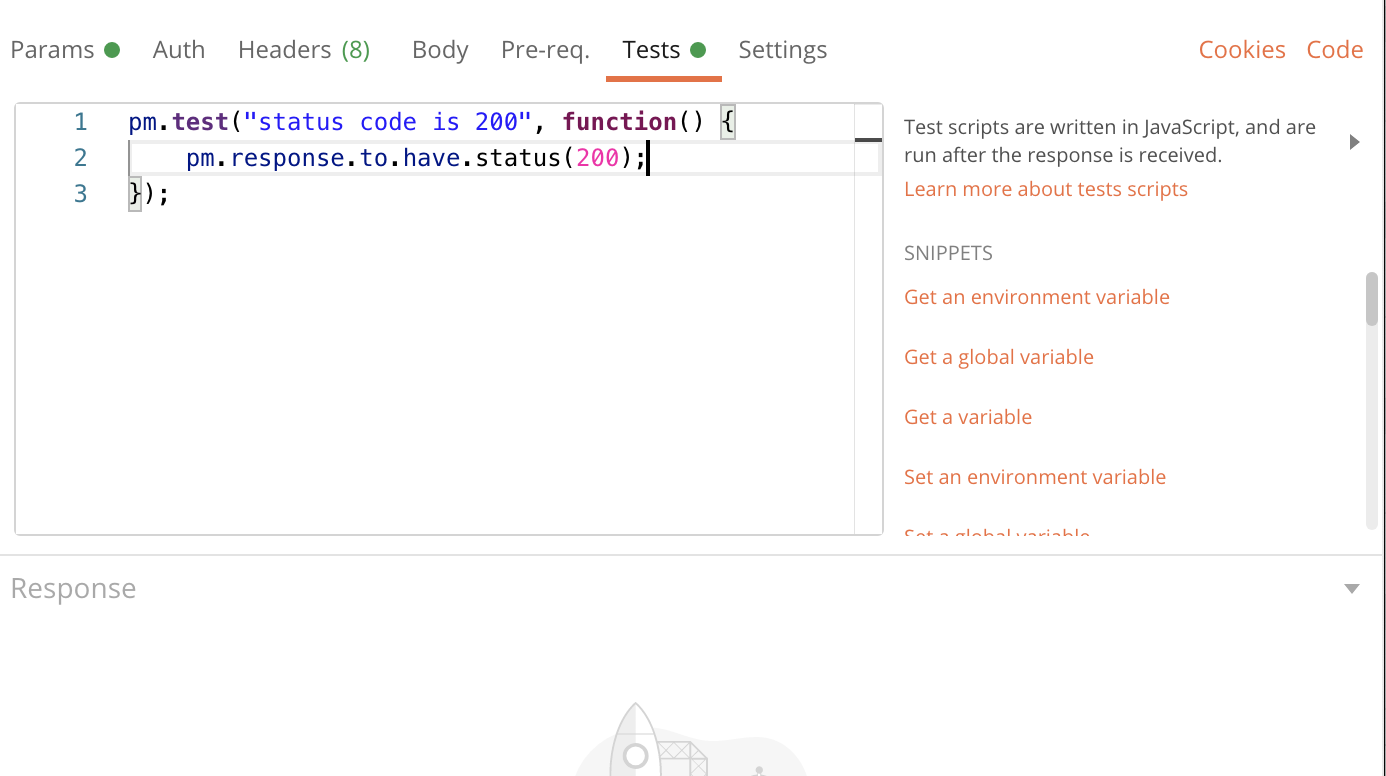 Params Auth Headers (8) Body Pre-req. Tests Settings Cookies Code
1 pm.test("status code is 200", function() {
2     pm.response.to.have.status(200);
3 });
Test scripts are written in JavaScript, and are
run after the response is received.
Learn more about tests scripts
SNIPPETS
Get an environment variable
Get a global variable
Get a variable
Set an environment variable
Set a global variable
Response